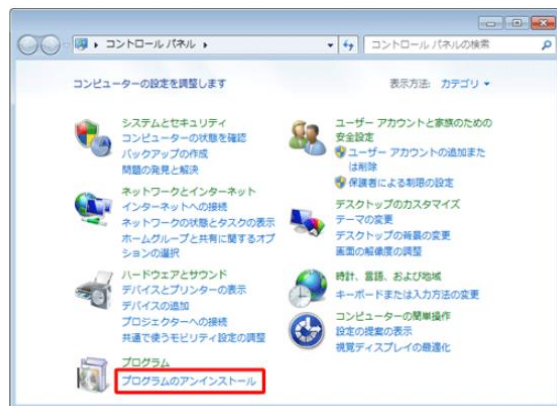 コントロール パネル
コントロール パネルの検索
コンピューターの設定を調整します
表示方法: カテゴリ
システムとセキュリティ
コンピューターの状態を確認
バックアップの作成
問題の発見と解決
ネットワークとインターネット
インターネットへの接続
ネットワークの状態とタスクの表示
ホームグループと共有に関するオプ
ションの選択
ハードウェアとサウンド
デバイスとプリンターの表示
デバイスの追加
プロジェクターへの接続
共通で使うモビリティ設定の調整
プログラム
プログラムのアンインストール
ユーザー アカウントと家族のための
安全設定
ユーザー アカウントの追加また
は削除
保護者による制限の設定
デスクトップのカスタマイズ
テーマの変更
デスクトップの背景の変更
画面の解像度の調整
時計、言語、および地域
キーボードまたは入力方法の変更
コンピューターの簡単操作
設定の提案の表示
視覚ディスプレイの最適化